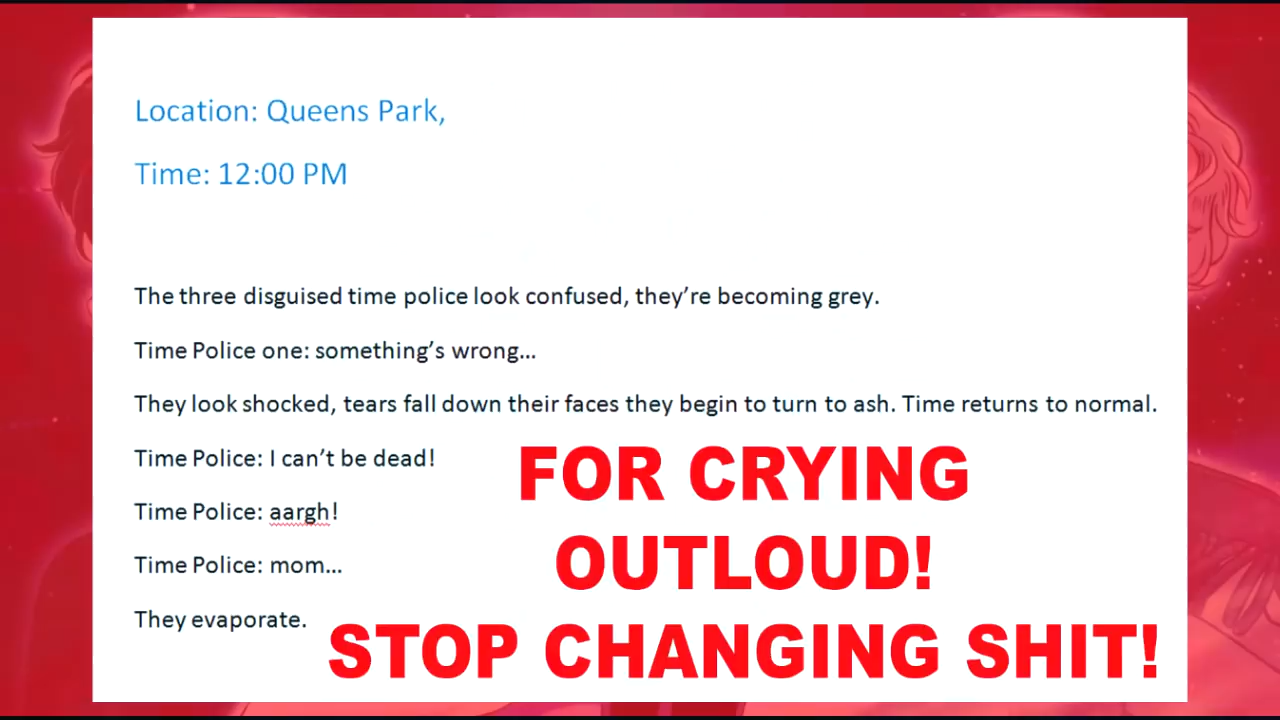 Location: Queens Park,
Time: 12:00 PM
The three disguised time police look confused, they’re becoming grey.
Time Police one: something’s wrong…
They look shocked, tears fall down their faces they begin to turn to ash. Time returns to normal.
Time Police: I can’t be dead!
Time Police: aargh!
Time Police: mom…
They evaporate.
FOR CRYING
OUTLOUD!
STOP CHANGING SHIT!